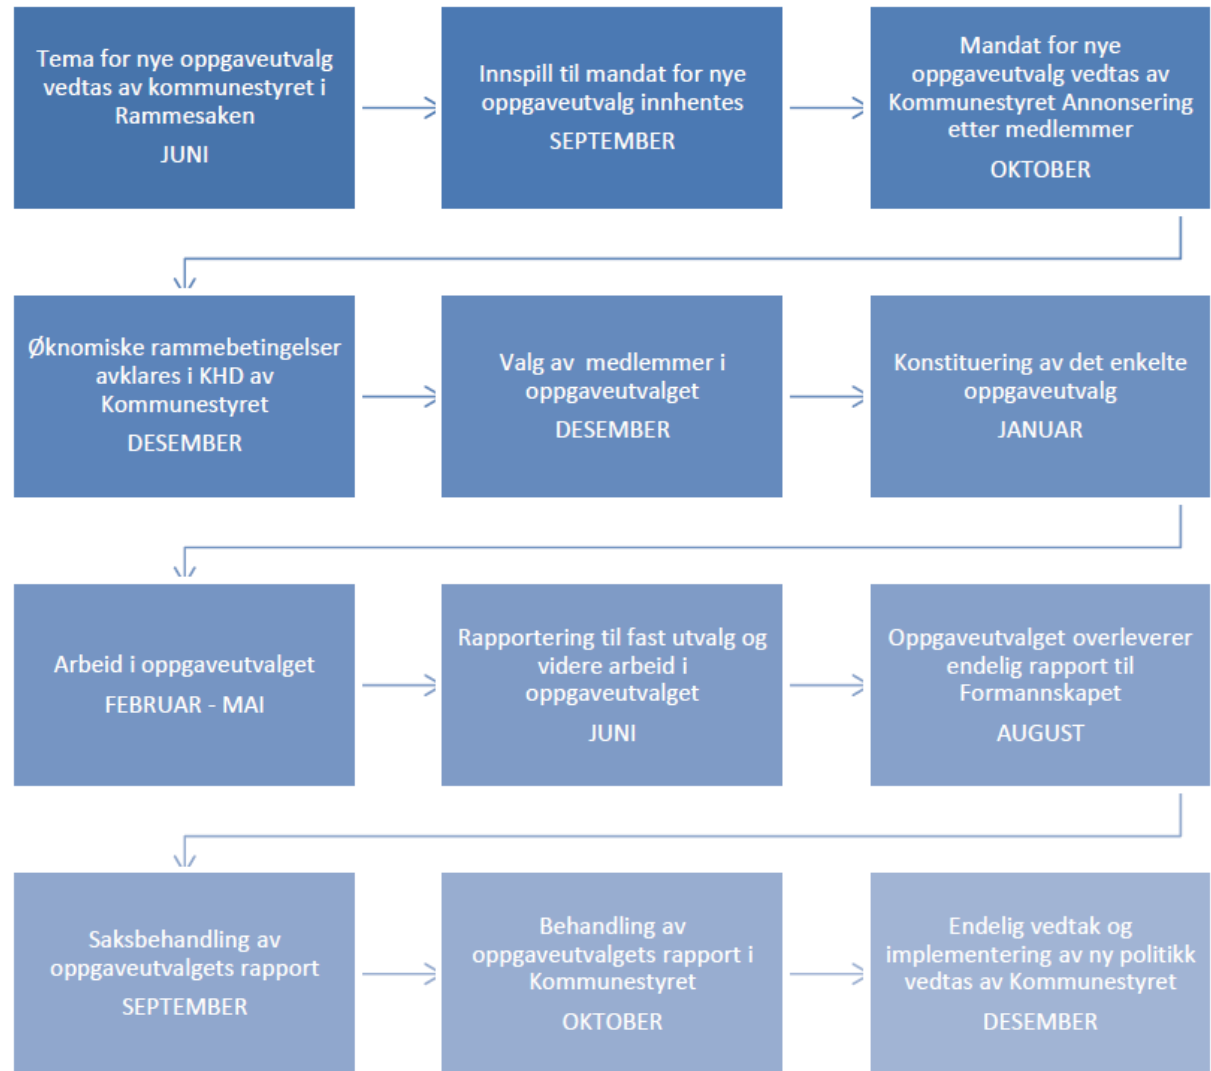 Tema for nye oppgaveutvalg
vedtas av kommunestyret i
Rammesaken
JUNI
Innspill til mandat for nye
oppgaveutvalg innhentes
SEPTEMBER
Mandat for nye
oppgaveutvalg vedtas av
Kommunestyret Annonsering
etter medlemmer
OKTOBER
Øknomiske rammebetingelser
avklares i KHD av
Kommunestyret
DESEMBER
Valg av  medlemmer i
oppgaveutvalget
DESEMBER
Konstituering av det enkelte
oppgaveutvalg
JANUAR
Arbeid i oppgaveutvalget
FEBRUAR - MAI
Rapportering til fast utvalg og
videre arbeid i
oppgaveutvalget
JUNI
Oppgaveutvalget overleverer
endelig rapport til
Formannskapet
AUGUST
Saksbehandling av
oppgaveutvalgets rapport
SEPTEMBER
Behandling av
oppgaveutvalgets rapport i
Kommunestyret
OKTOBER
Endelig vedtak og
implementering av ny politikk
vedtas av Kommunestyret
DESEMBER